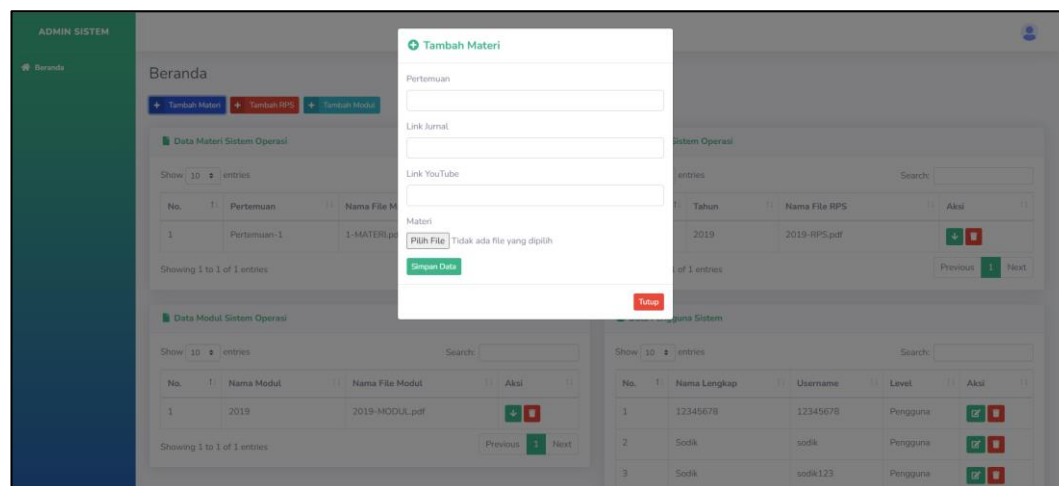 ADMIN SISTEM
Beranda
Beranda
+ Tambah Materi + Tambah RPS + Tambah Modul
Tambah Materi
Pertemuan
Link Jurnal
Link YouTube
Materi
Pilih File Tidak ada file yang dipilih
Simpan Data
Tutup
Data Materi Sistem Operasi
Show 10 entries
No. Pertemuan Nama File M
1 Pertemuan-1 1-MATERI.pd
Showing 1 to 1 of 1 entries
Sistem Operasi
entries Search:
Tahun Nama File RPS Aksi
2019 2019-RPS.pdf
of 1 entries Previous 1 Next
Data Modul Sistem Operasi
Show 10 entries Search:
No. Nama Modul Nama File Modul Aksi
1 2019 2019-MODUL.pdf
Showing 1 to 1 of 1 entries Previous 1 Next
Sistem
Show 10 entries Search:
No. Nama Lengkap Username Level Aksi
1 12345678 12345678 Pengguna
2 Sodik sodik Pengguna
3 Sodik sodik123 Pengguna